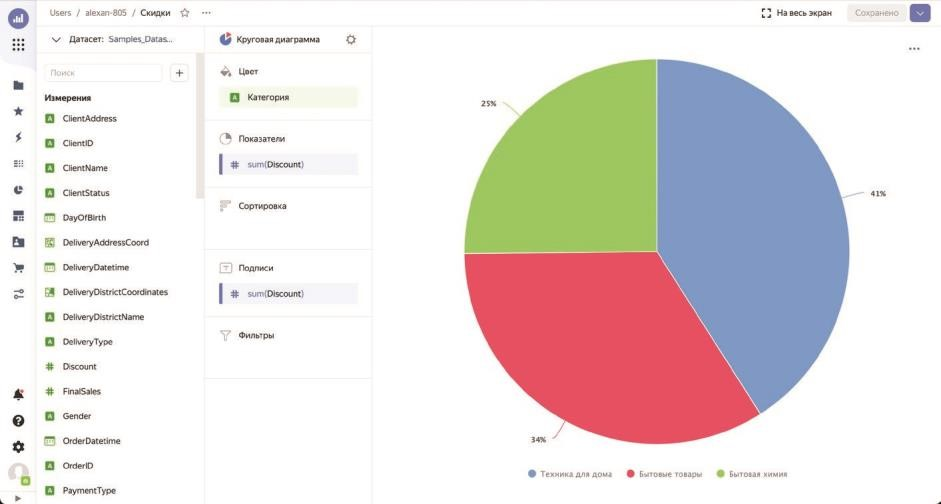 Users / alexan-805 / Скидки
На весь экран
Сохранено
Датасет: Samples_Datas...
Поиск
Измерения
ClientAddress
ClientID
ClientName
ClientStatus
DayOfBirth
DeliveryAddressCoord
DeliveryDatetime
DeliveryDistrictCoordinates
DeliveryDistrictName
DeliveryType
Discount
FinalSales
Gender
OrderDatetime
OrderID
PaymentType
Круговая диаграмма
Цвет
Категория
Показатели
sum(Discount)
Сортировка
Подписи
sum(Discount)
Фильтры
25%
41%
34%
Техника для дома
Бытовые товары
Бытовая химия